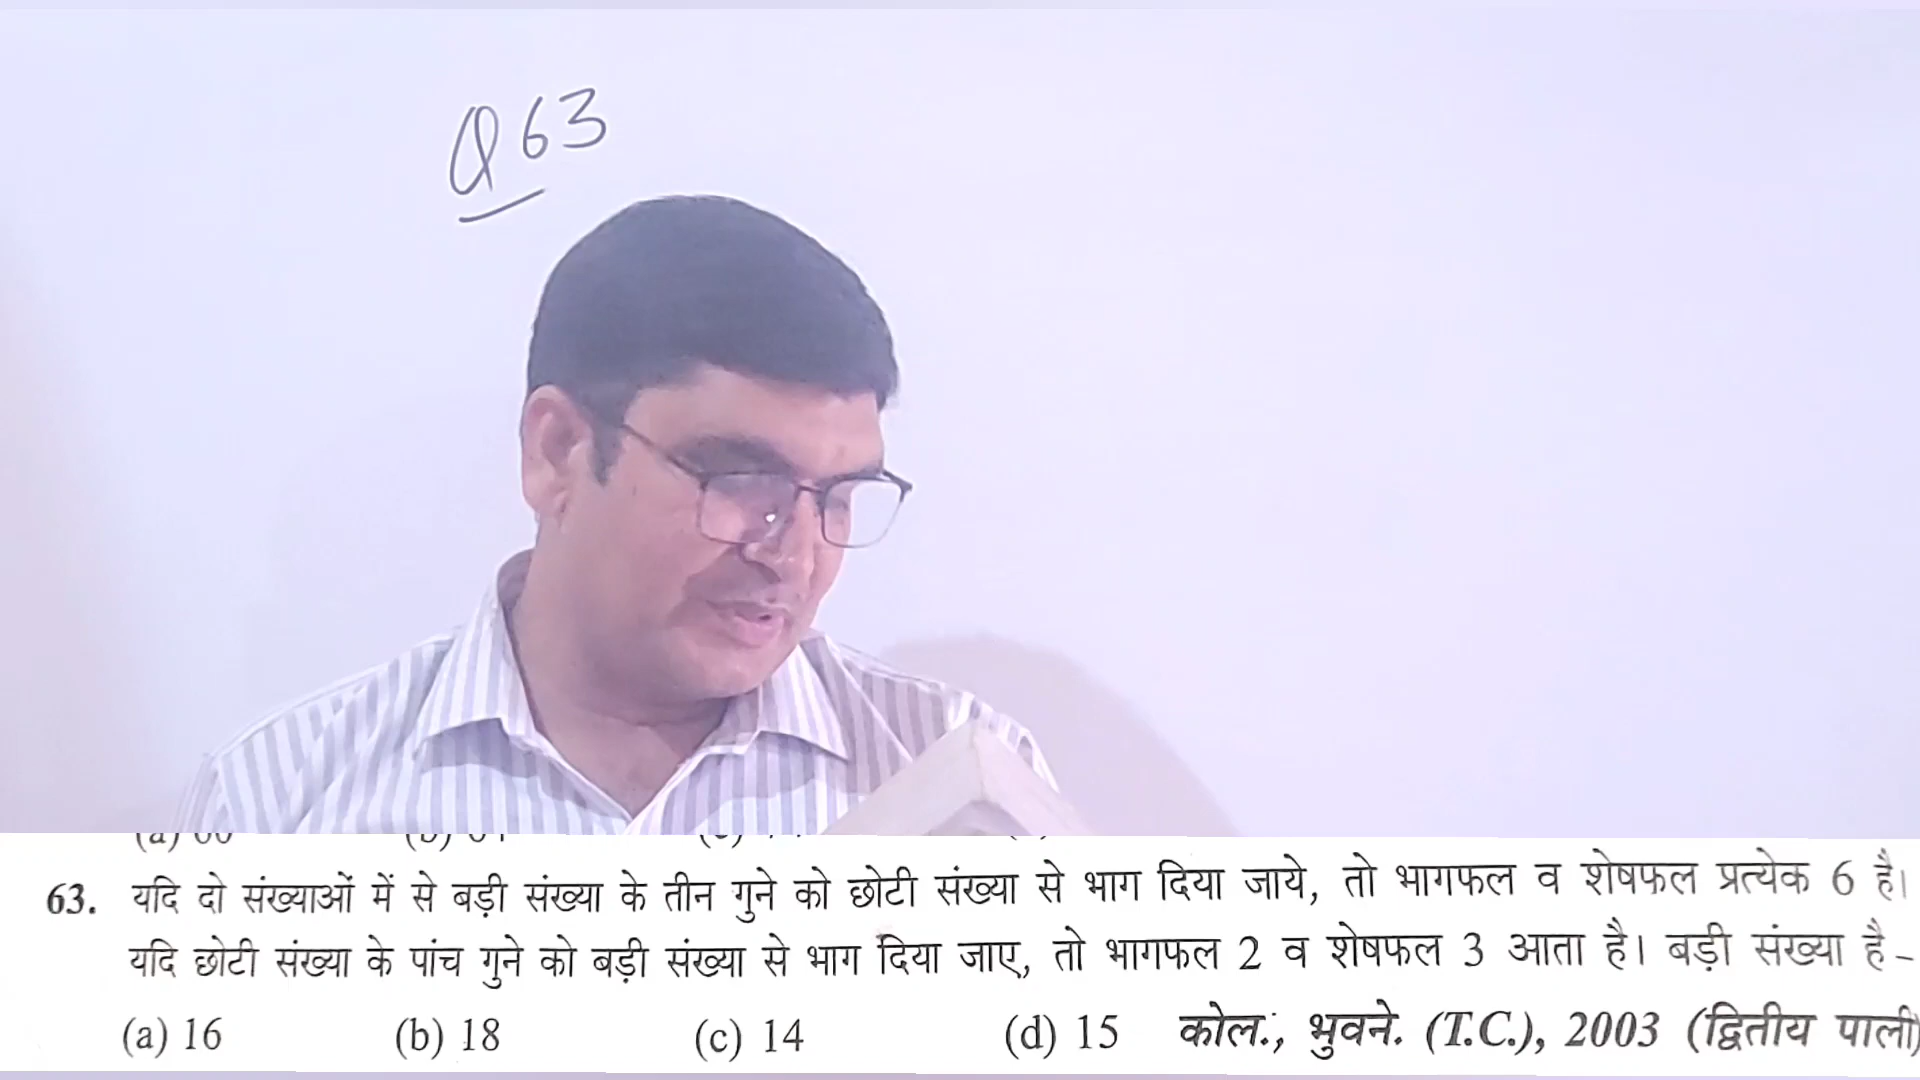 Q 63
63. यदि दो संख्याओं में से बड़ी संख्या के तीन गुने को छोटी संख्या से भाग दिया जाये, तो भागफल व शेषफल प्रत्येक 6 है।
यदि छोटी संख्या के पांच गुने को बड़ी संख्या से भाग दिया जाए, तो भागफल 2 व शेषफल 3 आता है। बड़ी संख्या है-
(a) 16 (b) 18 (c) 14 (d) 15 कोल., भुवने. (T.C.), 2003 (द्वितीय पाली)